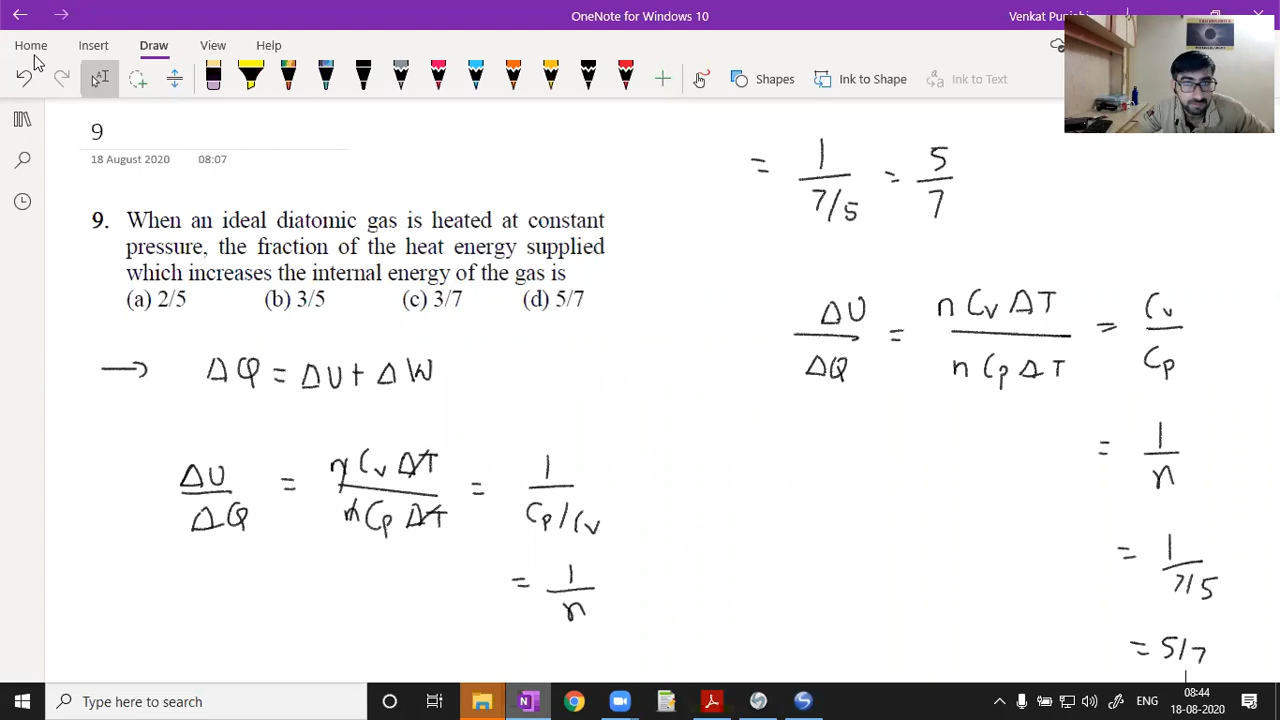 OneNote for Windows 10
Venkat Punjabi
Home Insert Draw View Help
Shapes Ink to Shape Ink to Text
9
18 August 2020 08:07
9. When an ideal diatomic gas is heated at constant
pressure, the fraction of the heat energy supplied
which increases the internal energy of the gas is
(a) 2/5 (b) 3/5 (c) 3/7 (d) 5/7
→ ΔQ = ΔU + ΔW
ΔU/ΔQ = nCvΔT/nCpΔT = 1/Cp/Cv
= 1/n
= 1/7/5 = 5/7
ΔU/ΔQ = nCvΔT/nCpΔT = Cv/Cp
= 1/n
= 1/7/5
= 5/7
Type here to search
ENG
08:44
18-08-2020